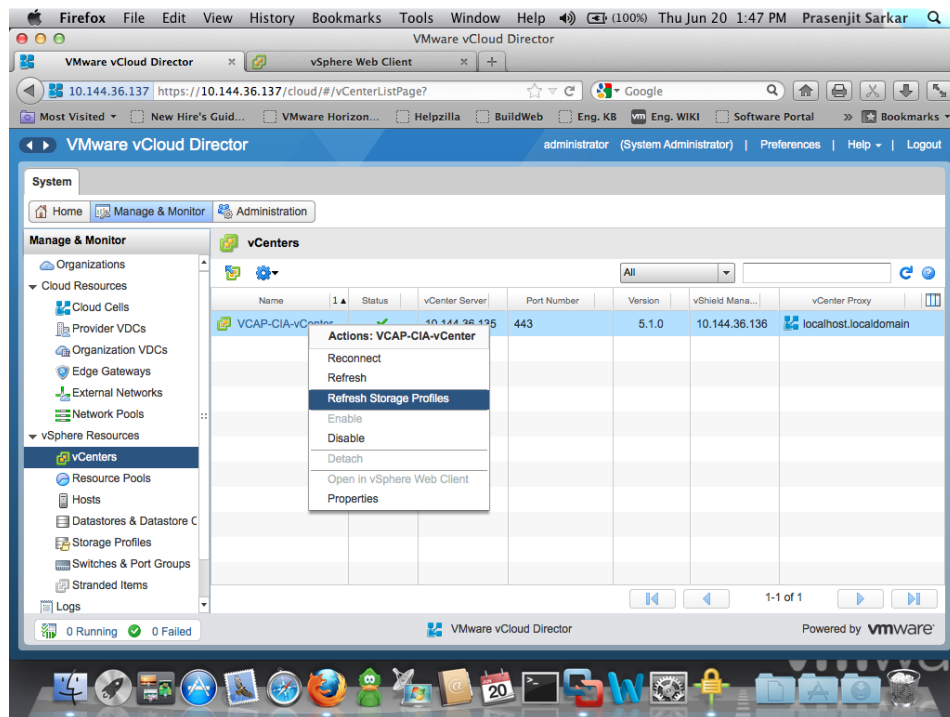 Firefox File Edit View History Bookmarks Tools Window Help (100%) Thu Jun 20 1:47 PM Prasenjit Sarkar
VMware vCloud Director
VMware vCloud Director × vSphere Web Client × +
10.144.36.137 https://10.144.36.137/cloud/#/vCenterListPage? Google
Most Visited New Hire's Guid... VMware Horizon... Helpzilla BuildWeb Eng. KB vm Eng. WIKI Software Portal » Bookmarks
VMware vCloud Director administrator (System Administrator) | Preferences | Help | Logout
System
Home Manage & Monitor Administration
Manage & Monitor
Organizations
Cloud Resources
Cloud Cells
Provider VDCs
Organization VDCs
Edge Gateways
External Networks
Network Pools
vSphere Resources
vCenters
Resource Pools
Hosts
Datastores & Datastore C
Storage Profiles
Switches & Port Groups
Stranded Items
Logs
vCenters
All
Name 1 Status vCenter Server Port Number Version vShield Mana... vCenter Proxy
VCAP-CIA-vCenter 10.144.36.135 443 5.1.0 10.144.36.136 localhost.localdomain
Actions: VCAP-CIA-vCenter
Reconnect
Refresh
Refresh Storage Profiles
Enable
Disable
Detach
Open in vSphere Web Client
Properties
1-1 of 1
0 Running 0 Failed VMware vCloud Director Powered by vmware
JUN
20